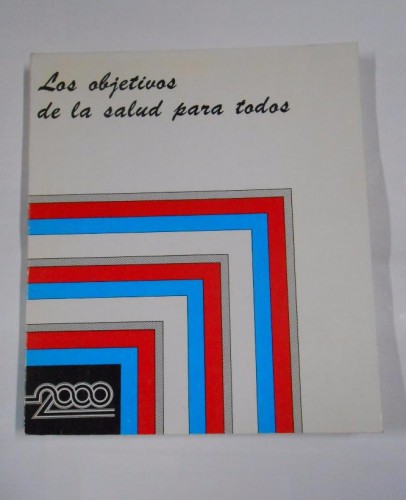 Los objetivos
de la salud para todos
2000